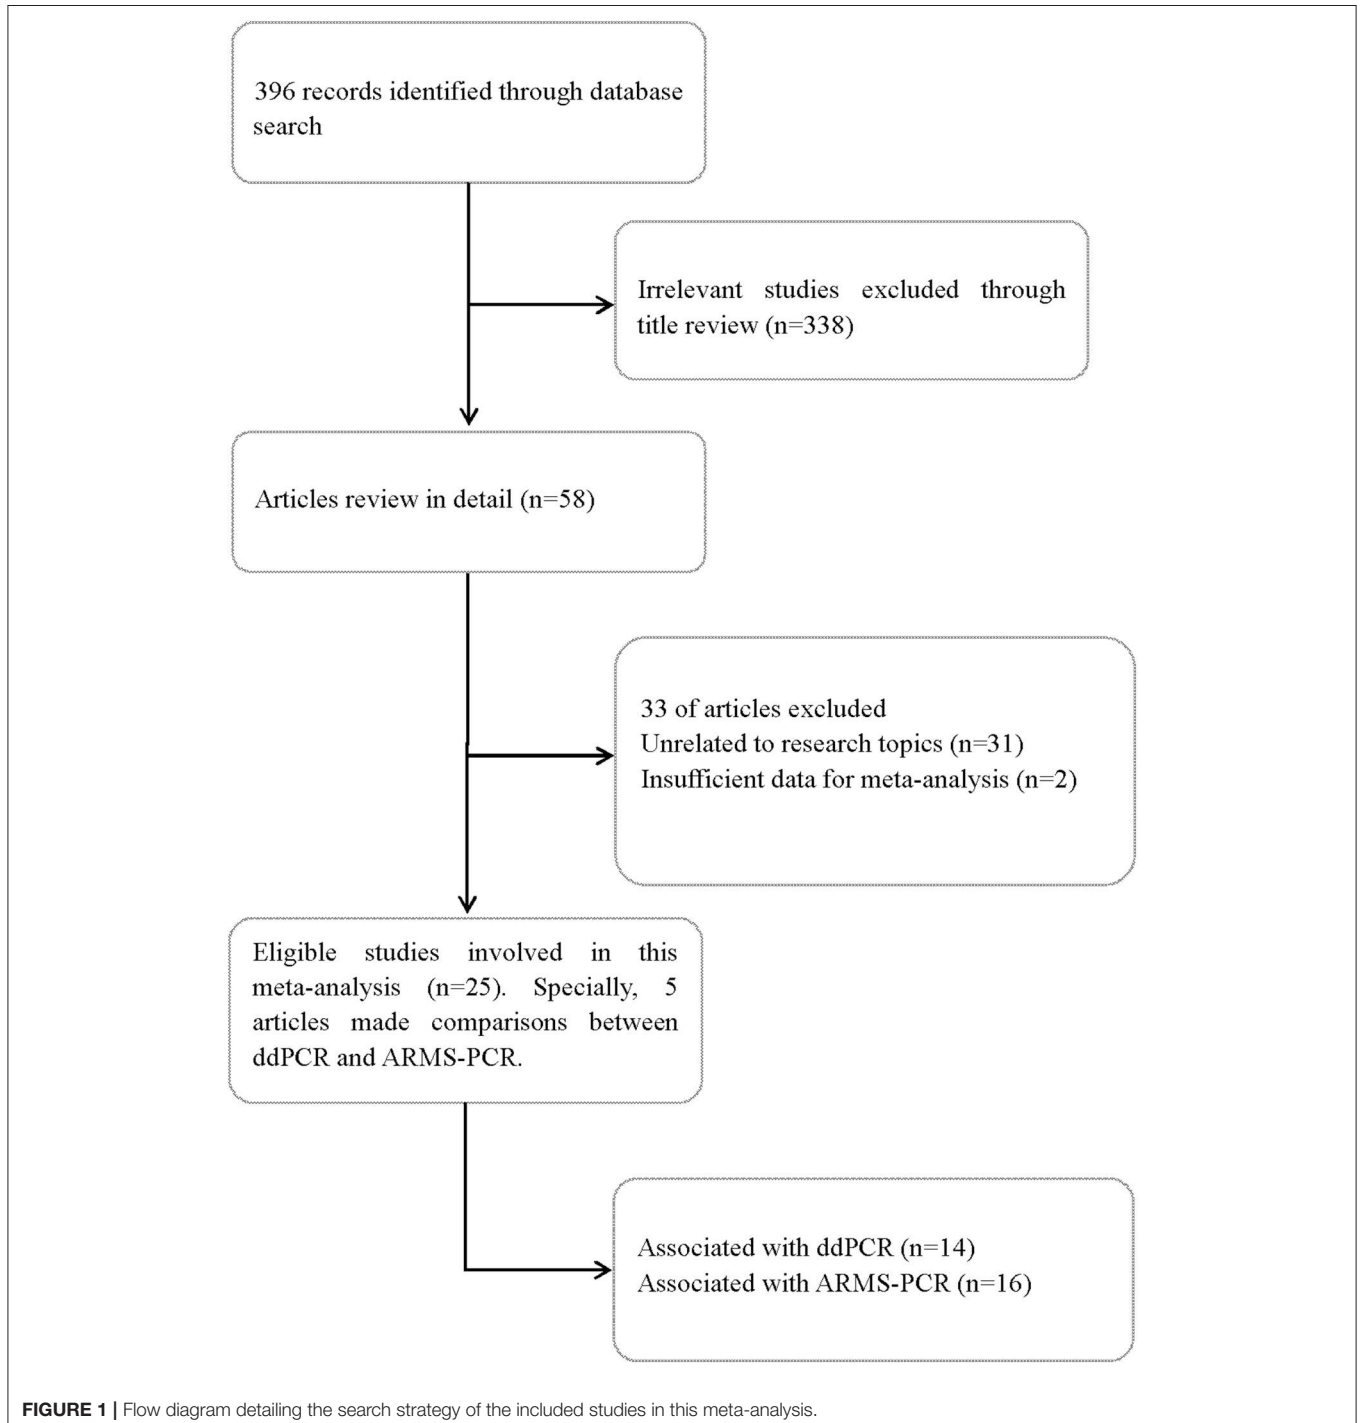 396 records identified through database
search
Irrelevant studies excluded through
title review (n=338)
Articles review in detail (n=58)
33 of articles excluded
Unrelated to research topics (n=31)
Insufficient data for meta-analysis (n=2)
Eligible studies involved in this
meta-analysis (n=25). Specially, 5
articles made comparisons between
ddPCR and ARMS-PCR.
Associated with ddPCR (n=14)
Associated with ARMS-PCR (n=16)
FIGURE 1 | Flow diagram detailing the search strategy of the included studies in this meta-analysis.